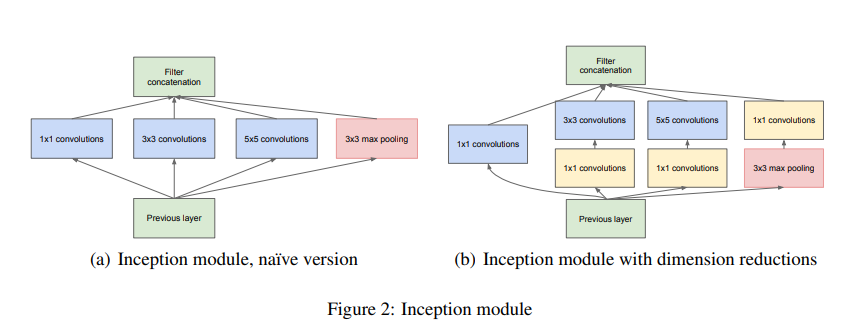 Filter
concatenation
1x1 convolutions
3x3 convolutions
5x5 convolutions
3x3 max pooling
Previous layer
(a) Inception module, naïve version
Filter
concatenation
3x3 convolutions
5x5 convolutions
1x1 convolutions
1x1 convolutions
1x1 convolutions
1x1 convolutions
3x3 max pooling
Previous layer
(b) Inception module with dimension reductions
Figure 2: Inception module